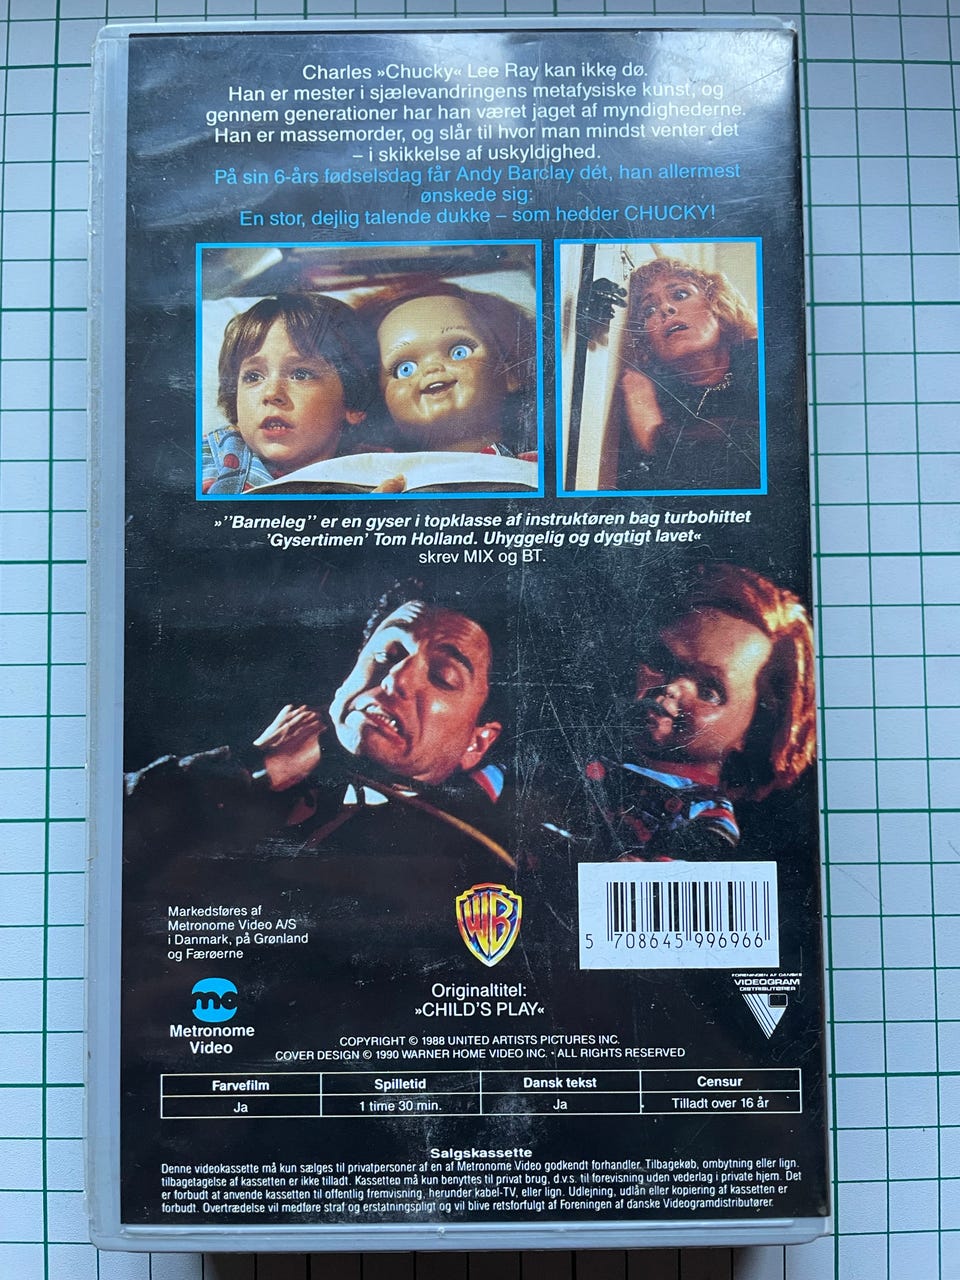 Charles »Chucky« Lee Ray kan ikke dø.
Han er mester i sjælevandringens metafysiske kunst, og
gennem generationer har han været jaget af myndighederne.
Han er massemorder, og slår til hvor man mindst venter det
– i skikkelse af uskyldighed.
På sin 6-års fødselsdag får Andy Barclay dét, han allermest
ønskede sig:
En stor, dejlig talende dukke – som hedder CHUCKY!
»''Barneleg'' er en gyser i topklasse af instruktøren bag turbohittet
'Gysertimen' Tom Holland. Uhyggelig og dygtigt lavet«
skrev MIX og BT.
Markedsføres af
Metronome Video A/S
i Danmark, på Grønland
og Færøerne
WB
5 708645 996966
me
Metronome
Video
Originaltitel:
»CHILD'S PLAY«
FORENINGEN AF DANSKE
VIDEOGRAM
DISTRIBUTØRER
COPYRIGHT © 1988 UNITED ARTISTS PICTURES INC.
COVER DESIGN © 1990 WARNER HOME VIDEO INC. • ALL RIGHTS RESERVED
Farvefilm Spilletid Dansk tekst Censur
Ja 1 time 30 min. Ja Tilladt over 16 år
Salgskassette
Denne videokassette må kun sælges til privatpersoner af en af Metronome Video godkendt forhandler. Tilbagekøb, ombytning eller lign.
tilbagetagelse af kassetten er ikke tilladt. Kassetten må kun benyttes til privat brug, d.v.s. til forevisning uden vederlag i private hjem. Det
er forbudt at anvende kassetten til offentlig fremvisning, herunder kabel-TV, eller lign. Udlejning, udlån eller kopiering af kassetten er
forbudt. Overtrædelse vil medføre straf og erstatningspligt og vil blive retsforfulgt af Foreningen af danske Videogramdistributører.